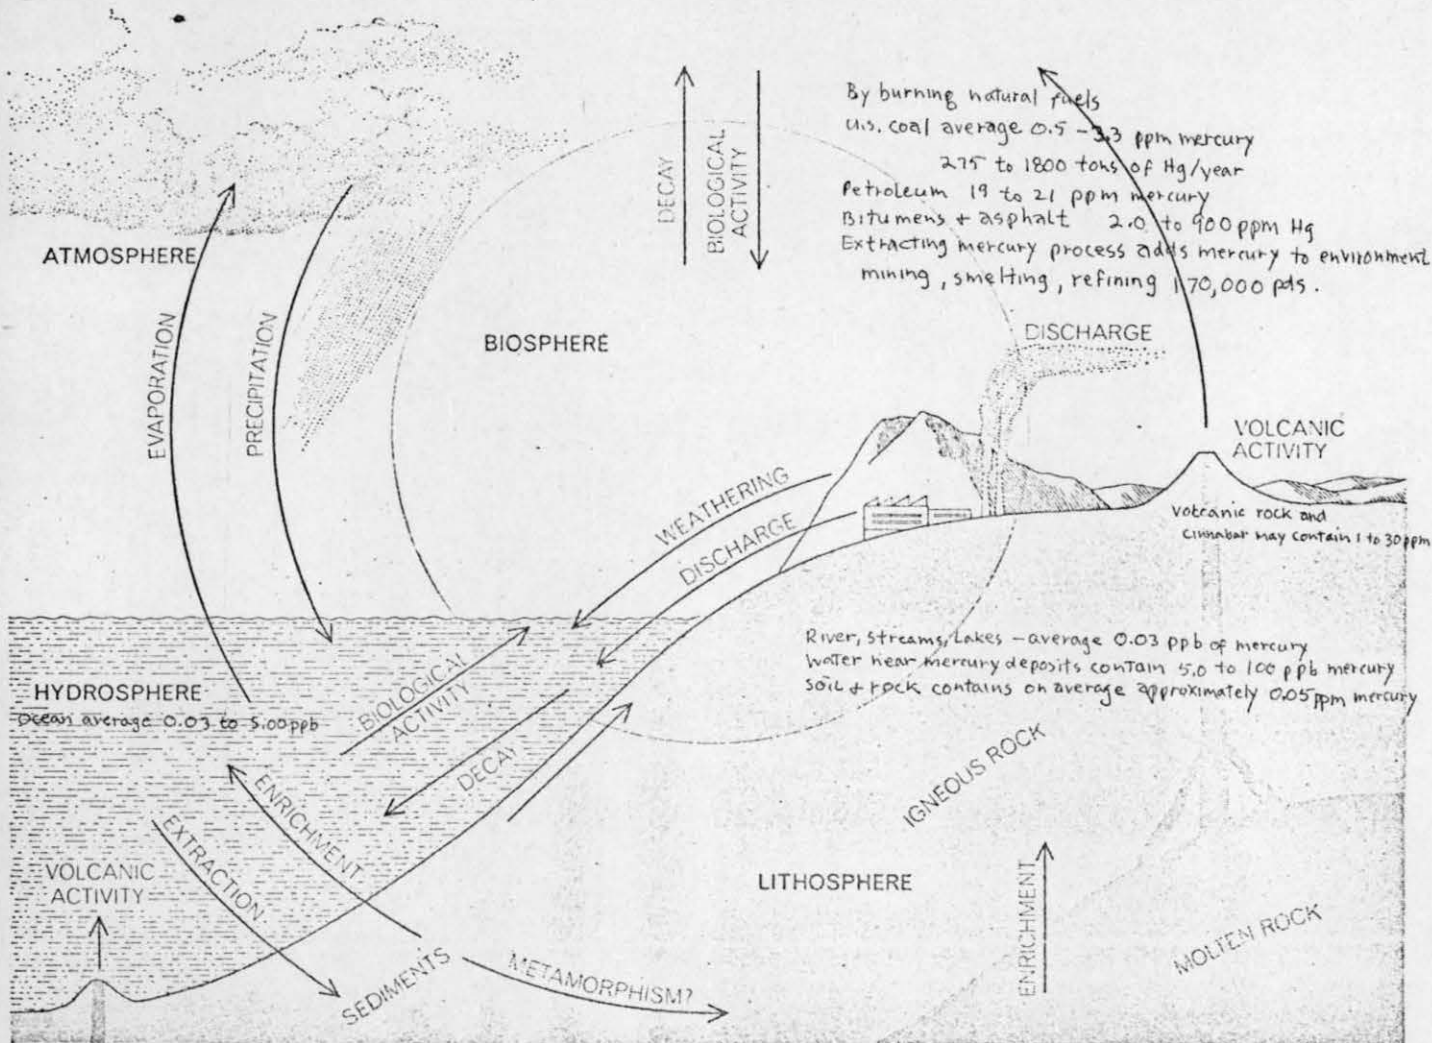 By burning natural fuels
U.S. coal average 0.5 - 3.3 ppm mercury
275 to 1800 tons of Hg/year
Petroleum 19 to 21 ppm mercury
Bitumens + asphalt 2.0 to 900 ppm Hg
Extracting mercury process adds mercury to environment
mining, smelting, refining 170,000 pds.
DECAY
BIOLOGICAL
ACTIVITY
ATMOSPHERE
EVAPORATION
PRECIPITATION
BIOSPHERE
DISCHARGE
VOLCANIC
ACTIVITY
Volcanic rock and
cinnabar may contain 1 to 30 ppm
WEATHERING
DISCHARGE
River, streams, Lakes - average 0.03 ppb of mercury
Water near mercury deposits contain 5.0 to 100 ppb mercury
Soil + rock contains on average approximately 0.05 ppm mercury
HYDROSPHERE
Ocean average 0.03 to 5.00 ppb
BIOLOGICAL
ACTIVITY
DECAY
ENRICHMENT
EXTRACTION
VOLCANIC
ACTIVITY
IGNEOUS ROCK
LITHOSPHERE
ENRICHMENT
MOLTEN ROCK
SEDIMENTS
METAMORPHISM?